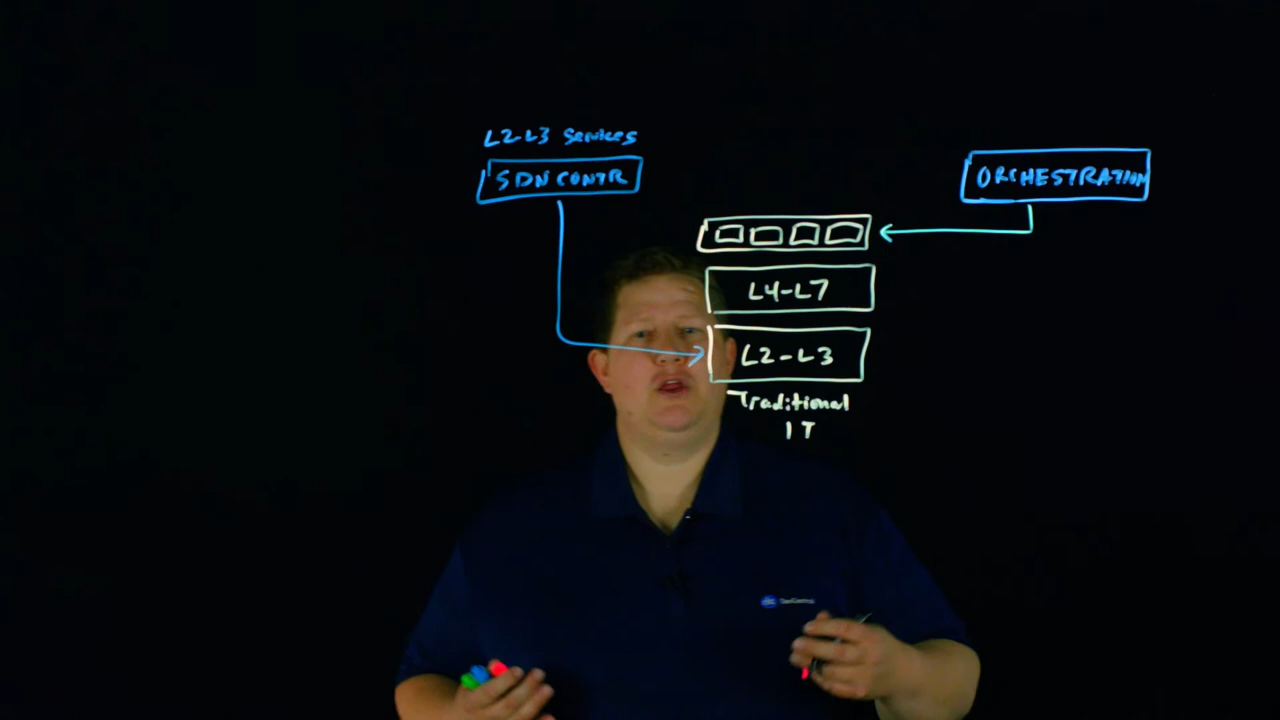 L2-L3 Services
SDN CONTR
ORCHESTRATION
L4-L7
L2-L3
Traditional
IT